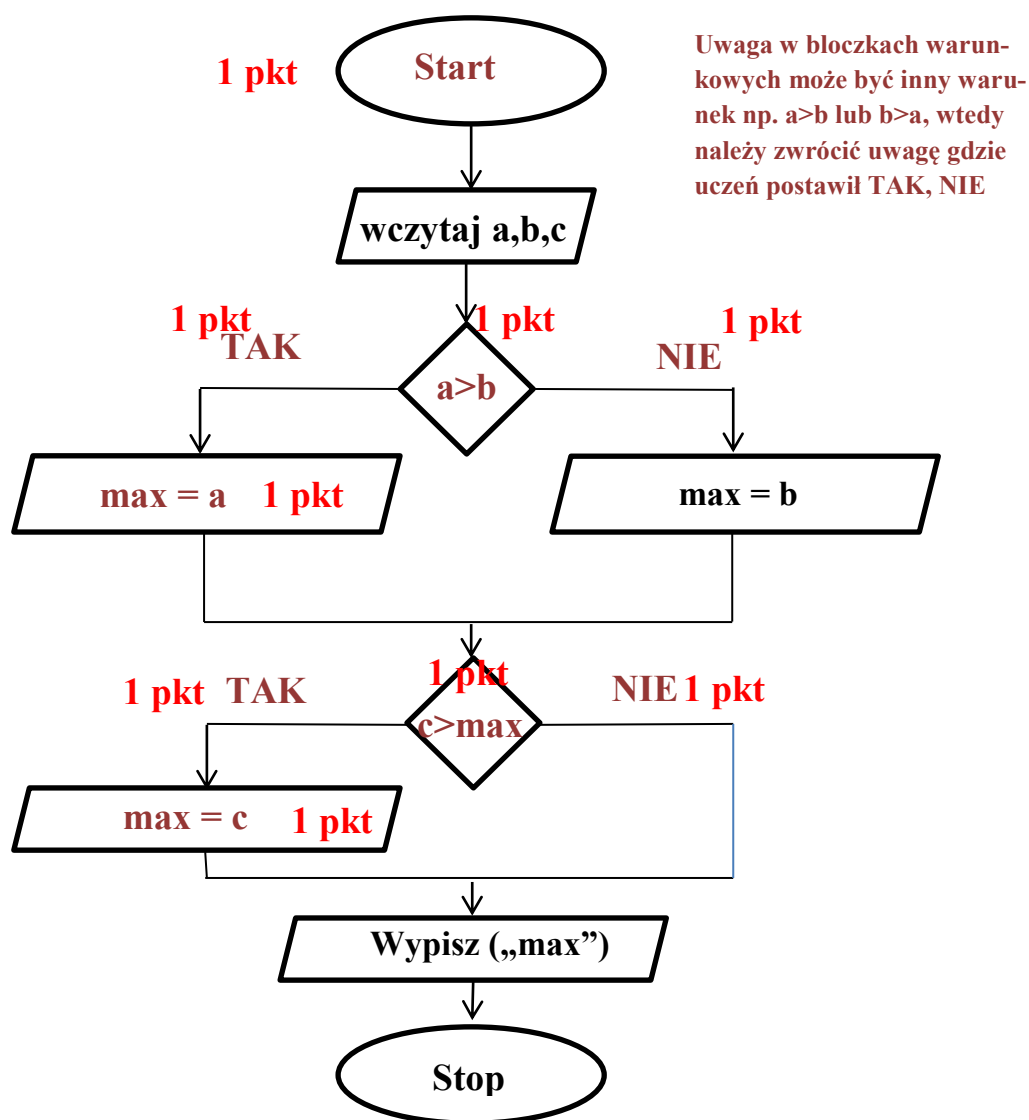 1 pkt
Start
Uwaga w bloczkach warun-
kowych może być inny waru-
nek np. a>b lub b>a, wtedy
należy zwrócić uwagę gdzie
uczeń postawił TAK, NIE
wczytaj a,b,c
1 pkt
1 pkt
1 pkt
TAK
NIE
a>b
max = a 1 pkt
max = b
1 pkt
1 pkt TAK
NIE 1 pkt
c>max
max = c 1 pkt
Wypisz („max”)
Stop